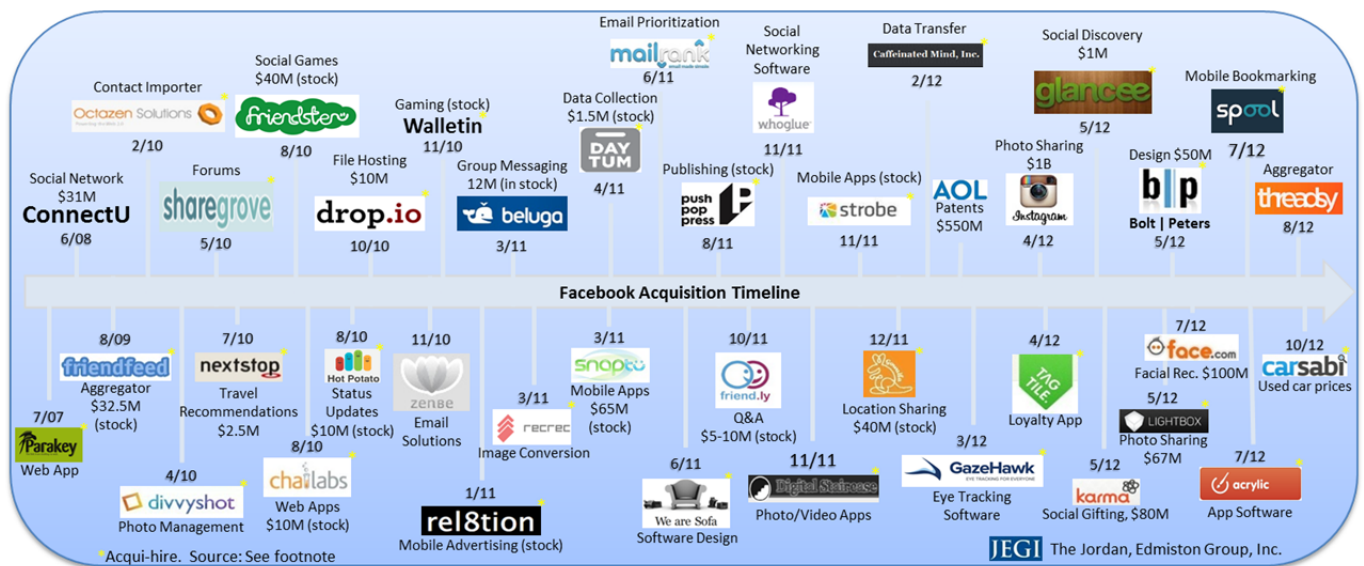 Email Prioritization
mailrank
email made simple
6/11
Social
Networking
Software
whoglue
11/11
Data Transfer
Caffeinated Mind, Inc.
2/12
Social Discovery
$1M
glancee
5/12
Mobile Bookmarking
spool
7/12
Contact Importer
Octazen Solutions
2/10
Social Games
$40M (stock)
friendster
8/10
Gaming (stock)
Walletin
11/10
Data Collection
$1.5M (stock)
DAY
TUM
4/11
Social Network
$31M
ConnectU
6/08
Forums
sharegrove
5/10
File Hosting
$10M
drop.io
10/10
Group Messaging
12M (in stock)
beluga
3/11
Publishing (stock)
push
pop
press
8/11
Mobile Apps (stock)
strobe
11/11
AOL
Patents
$550M
Photo Sharing
$1B
Instagram
4/12
Design $50M
b|p
Bolt | Peters
5/12
Aggregator
threadsy
8/12
Facebook Acquisition Timeline
7/07
Parakey
Web App
8/09
friendfeed
Aggregator
$32.5M
(stock)
4/10
divvyshot
Photo Management
7/10
nextstop
Travel
Recommendations
$2.5M
8/10
chailabs
Web Apps
$10M (stock)
8/10
Hot Potato
Status
Updates
$10M (stock)
11/10
zenbe
Email
Solutions
1/11
rel8tion
Mobile Advertising (stock)
3/11
recrec
Image Conversion
3/11
snaptu
Mobile Apps
$65M
(stock)
6/11
We are Sofa
Software Design
10/11
friend.ly
Q&A
$5-10M (stock)
11/11
Digital Staircase
Photo/Video Apps
12/11
Location Sharing
$40M (stock)
3/12
GazeHawk
EYE TRACKING FOR EVERYONE
Eye Tracking
Software
4/12
TAG
TILE.
Loyalty App
5/12
karma
Social Gifting, $80M
7/12
face.com
Facial Rec. $100M
5/12
LIGHTBOX
Photo Sharing
$67M
7/12
acrylic
App Software
10/12
carsabi
Used car prices
*Acqui-hire. Source: See footnote
JEGI The Jordan, Edmiston Group, Inc.